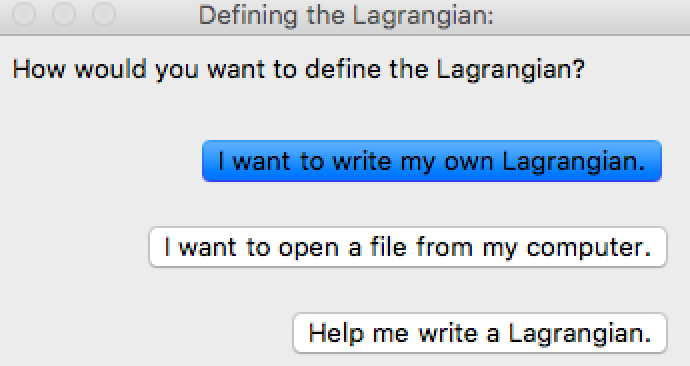 Defining the Lagrangian:
How would you want to define the Lagrangian?
I want to write my own Lagrangian.
I want to open a file from my computer.
Help me write a Lagrangian.